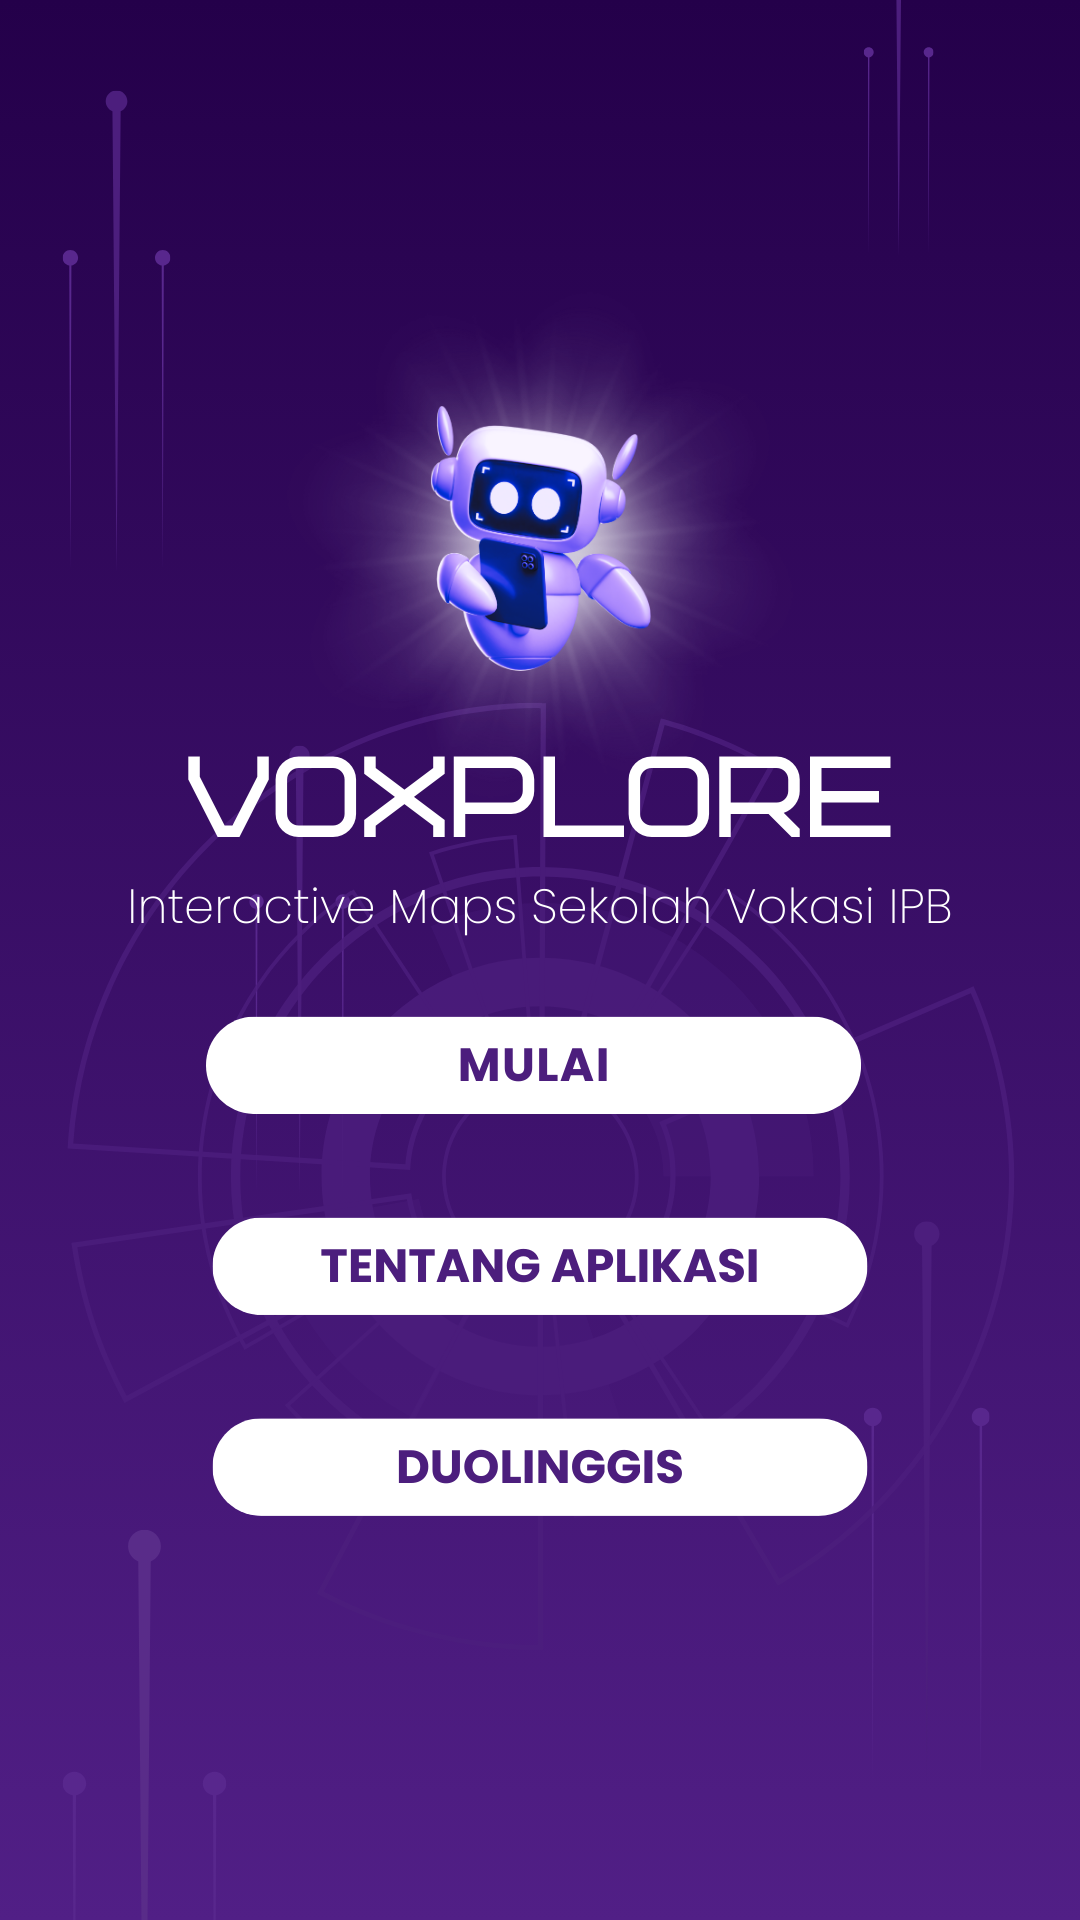 VOXPLORE
Interactive Maps Sekolah Vokasi IPB
MULAI
TENTANG APLIKASI
DUOLINGGIS